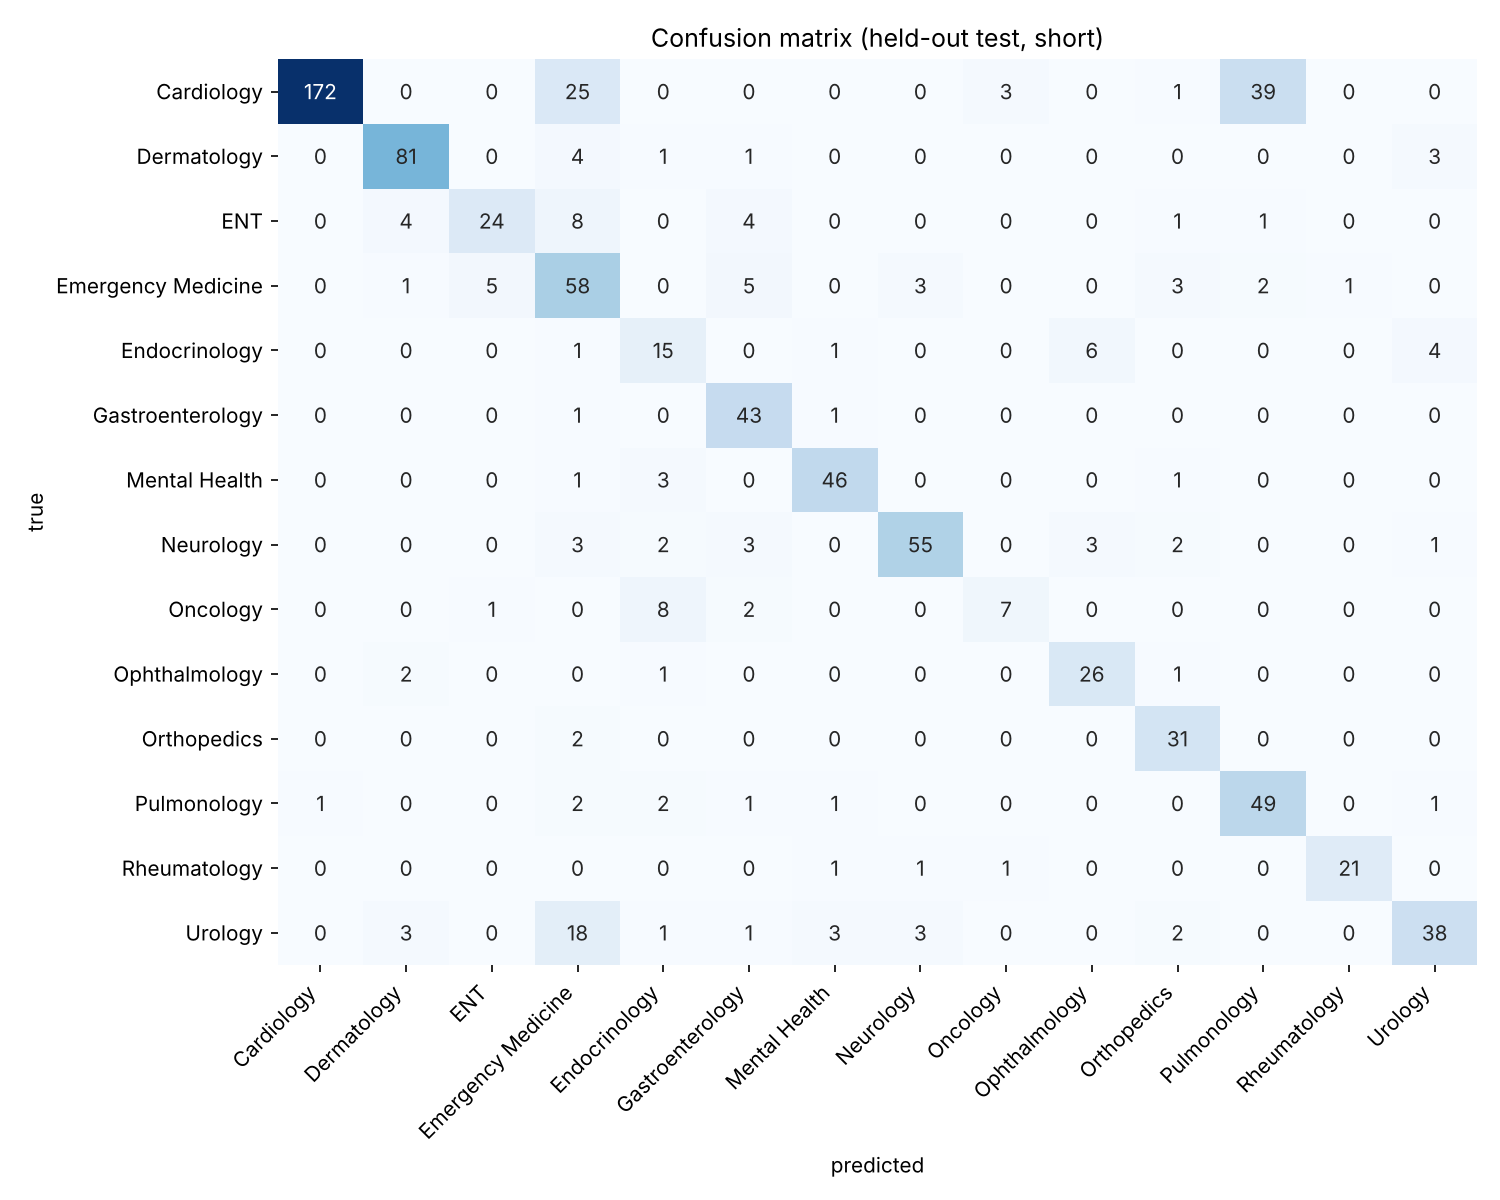 Confusion matrix (held-out test, short)
Cardiology 172 0 0 25 0 0 0 0 3 0 1 39 0 0
Dermatology 0 81 0 4 1 1 0 0 0 0 0 0 0 3
ENT 0 4 24 8 0 4 0 0 0 0 1 1 0 0
Emergency Medicine 0 1 5 58 0 5 0 3 0 0 3 2 1 0
Endocrinology 0 0 0 1 15 0 1 0 0 6 0 0 0 4
Gastroenterology 0 0 0 1 0 43 1 0 0 0 0 0 0 0
Mental Health 0 0 0 1 3 0 46 0 0 0 1 0 0 0
true
Neurology 0 0 0 3 2 3 0 55 0 3 2 0 0 1
Oncology 0 0 1 0 8 2 0 0 7 0 0 0 0 0
Ophthalmology 0 2 0 0 1 0 0 0 0 26 1 0 0 0
Orthopedics 0 0 0 2 0 0 0 0 0 0 31 0 0 0
Pulmonology 1 0 0 2 2 1 1 0 0 0 0 49 0 1
Rheumatology 0 0 0 0 0 0 1 1 1 0 0 0 21 0
Urology 0 3 0 18 1 1 3 3 0 0 2 0 0 38
Cardiology Dermatology ENT Emergency Medicine Endocrinology Gastroenterology Mental Health Neurology Oncology Ophthalmology Orthopedics Pulmonology Rheumatology Urology
predicted